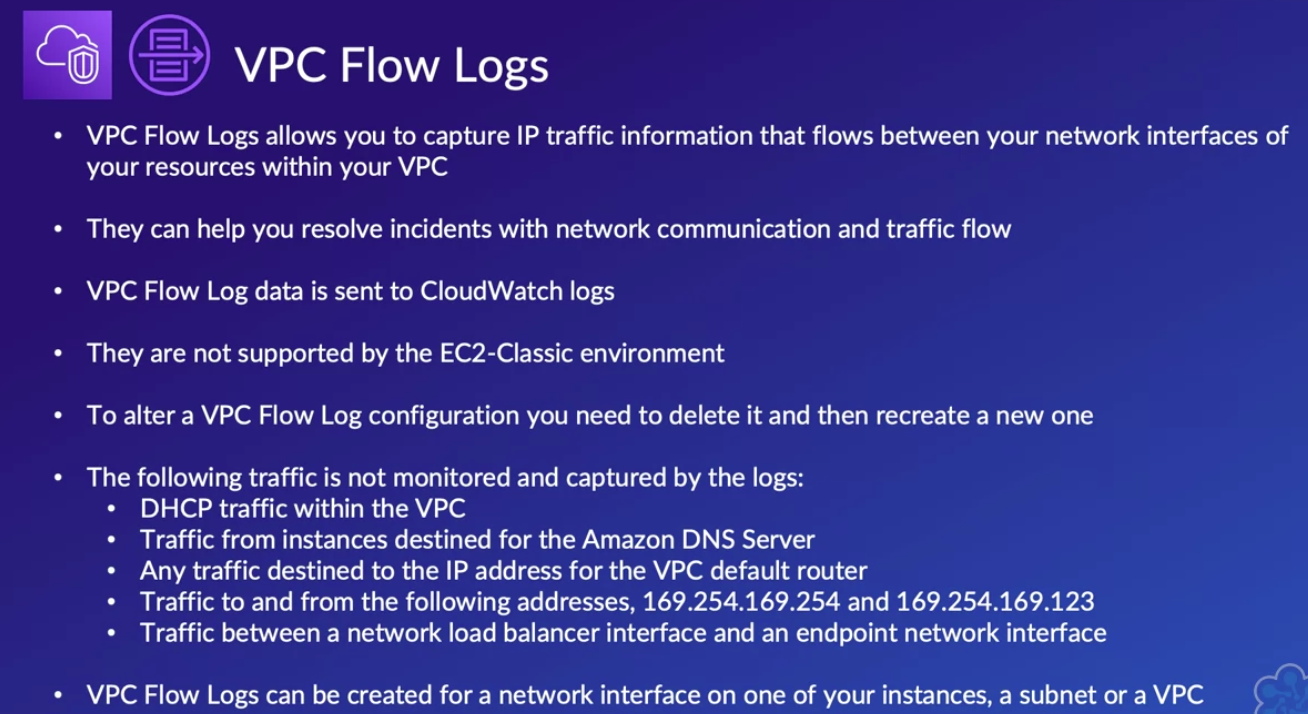 VPC Flow Logs
• VPC Flow Logs allows you to capture IP traffic information that flows between your network interfaces of
your resources within your VPC
• They can help you resolve incidents with network communication and traffic flow
• VPC Flow Log data is sent to CloudWatch logs
• They are not supported by the EC2-Classic environment
• To alter a VPC Flow Log configuration you need to delete it and then recreate a new one
• The following traffic is not monitored and captured by the logs:
• DHCP traffic within the VPC
• Traffic from instances destined for the Amazon DNS Server
• Any traffic destined to the IP address for the VPC default router
• Traffic to and from the following addresses, 169.254.169.254 and 169.254.169.123
• Traffic between a network load balancer interface and an endpoint network interface
• VPC Flow Logs can be created for a network interface on one of your instances, a subnet or a VPC